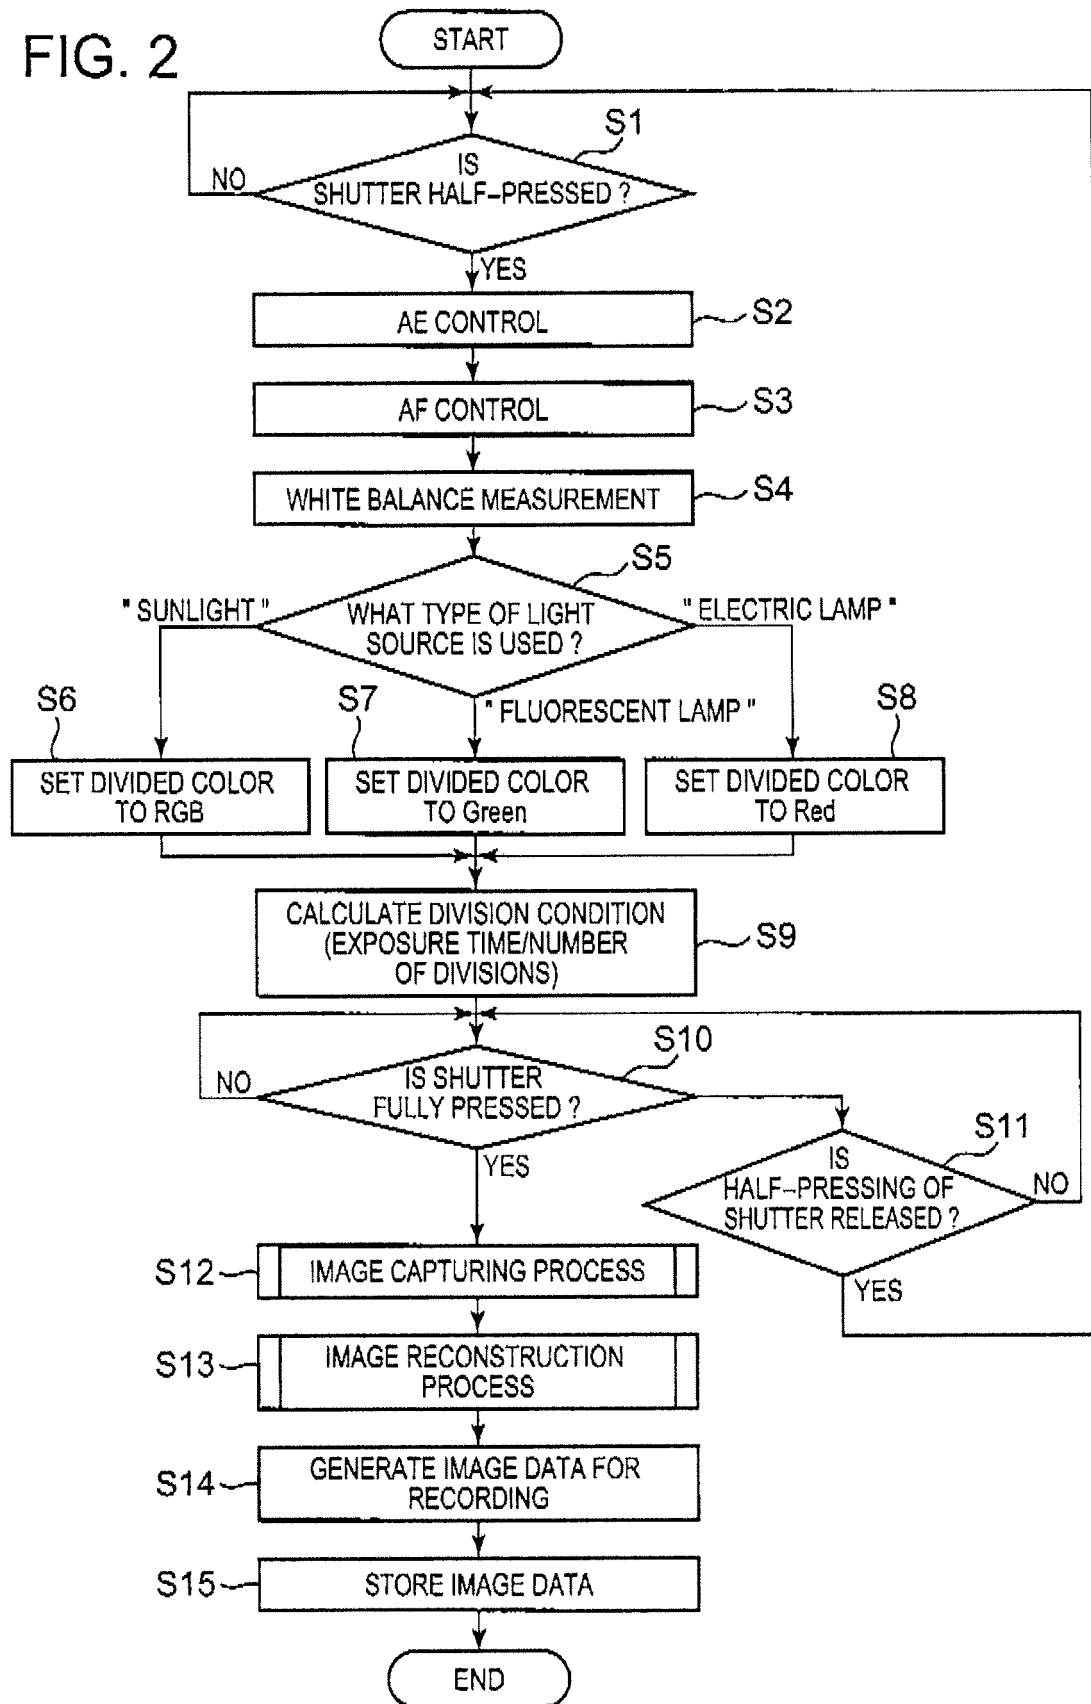 FIG. 2
START
S1
IS
SHUTTER HALF-PRESSED ?
NO
YES
AE CONTROL
S2
AF CONTROL
S3
WHITE BALANCE MEASUREMENT
S4
S5
" SUNLIGHT "
WHAT TYPE OF LIGHT
SOURCE IS USED ?
" ELECTRIC LAMP "
" FLUORESCENT LAMP "
S6
S7
S8
SET DIVIDED COLOR
TO RGB
SET DIVIDED COLOR
TO Green
SET DIVIDED COLOR
TO Red
CALCULATE DIVISION CONDITION
(EXPOSURE TIME/NUMBER
OF DIVISIONS)
S9
S10
NO
IS SHUTTER
FULLY PRESSED ?
YES
S11
IS
HALF-PRESSING OF
SHUTTER RELEASED ?
NO
YES
S12
IMAGE CAPTURING PROCESS
S13
IMAGE RECONSTRUCTION
PROCESS
S14
GENERATE IMAGE DATA FOR
RECORDING
S15
STORE IMAGE DATA
END